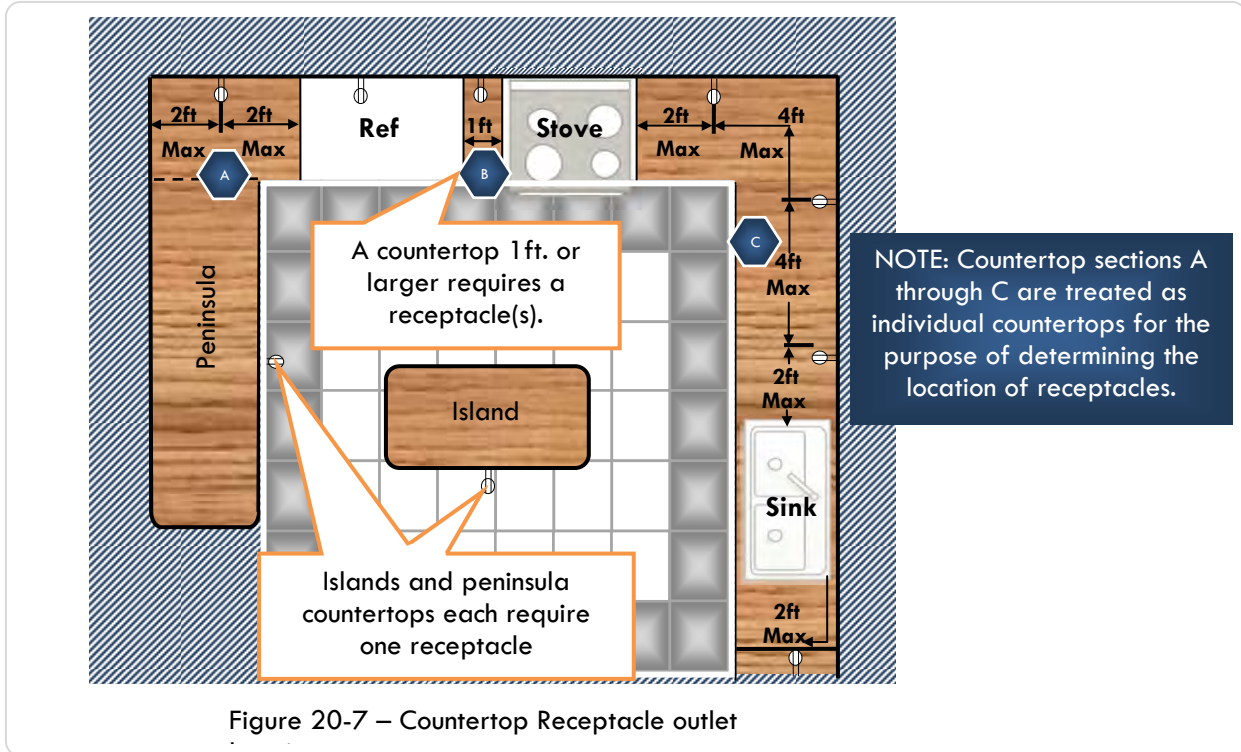 2ft
2ft
Max
Max
A
Ref
1ft
B
Stove
2ft
4ft
Max
Max
A countertop 1ft. or
larger requires a
receptacle(s).
C
4ft
Max
NOTE: Countertop sections A
through C are treated as
individual countertops for the
purpose of determining the
location of receptacles.
Peninsula
2ft
Max
Island
Sink
Islands and peninsula
countertops each require
one receptacle
2ft
Max
Figure 20-7 – Countertop Receptacle outlet